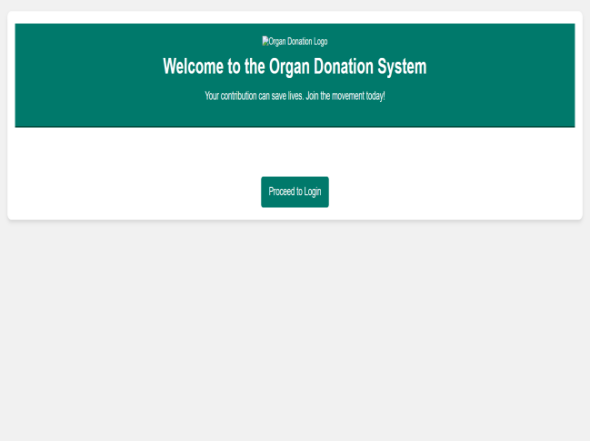 Organ Donation Logo
Welcome to the Organ Donation System
Your contribution can save lives. Join the movement today!
Proceed to Login